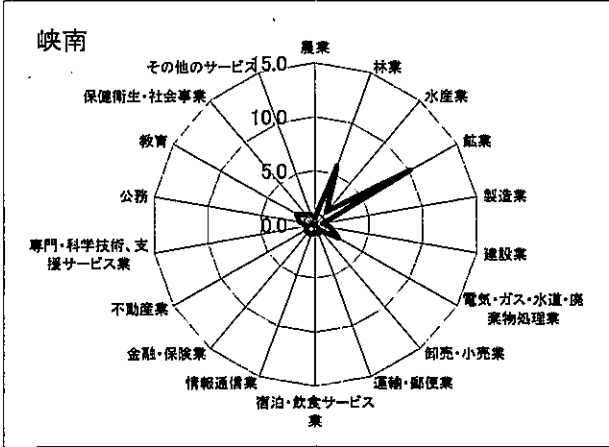 峡南
農業
林業
水産業
鉱業
製造業
建設業
電気・ガス・水道・廃
棄物処理業
卸売・小売業
運輸・郵便業
宿泊・飲食サービス
業
情報通信業
金融・保険業
不動産業
専門・科学技術、支
援サービス業
公務
教育
保健衛生・社会事業
その他のサービス
15.0
10.0
5.0
0.0